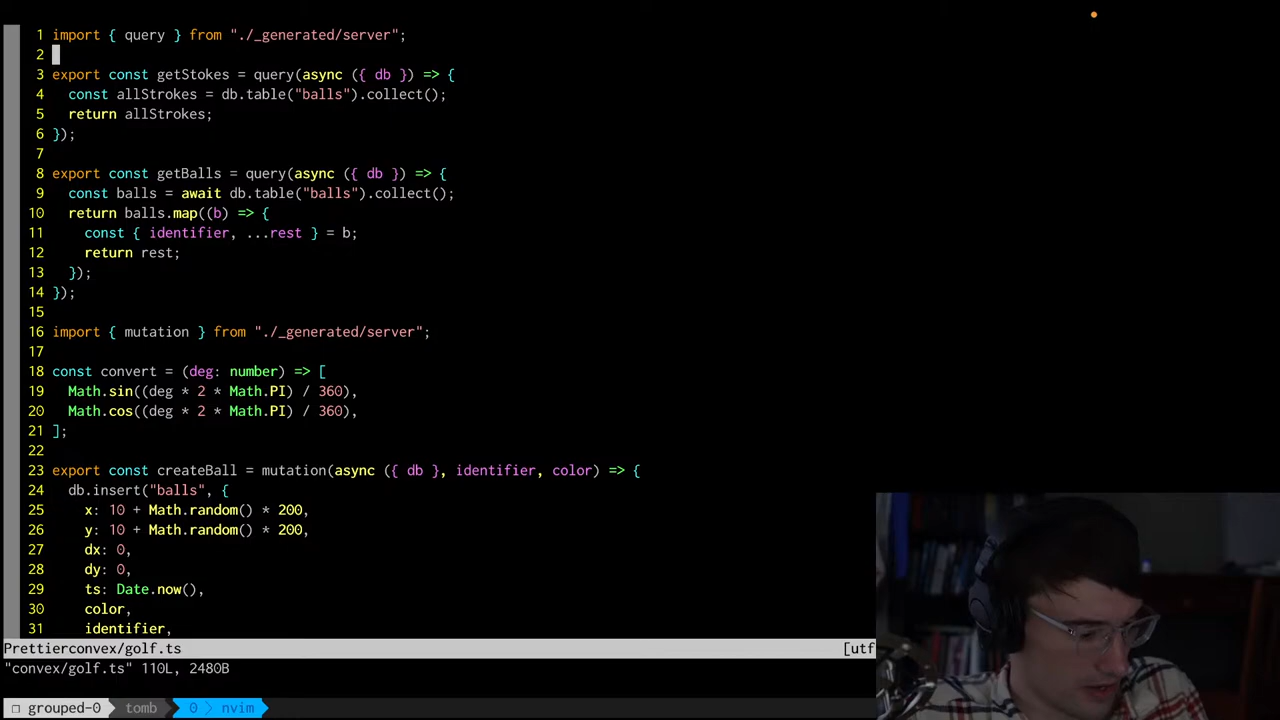 1 import { query } from "./_generated/server";
2
3 export const getStokes = query(async ({ db }) => {
4   const allStrokes = db.table("balls").collect();
5   return allStrokes;
6 });
7
8 export const getBalls = query(async ({ db }) => {
9   const balls = await db.table("balls").collect();
10   return balls.map((b) => {
11     const { identifier, ...rest } = b;
12     return rest;
13   });
14 });
15
16 import { mutation } from "./_generated/server";
17
18 const convert = (deg: number) => [
19   Math.sin((deg * 2 * Math.PI) / 360),
20   Math.cos((deg * 2 * Math.PI) / 360),
21 ];
22
23 export const createBall = mutation(async ({ db }, identifier, color) => {
24   db.insert("balls", {
25     x: 10 + Math.random() * 200,
26     y: 10 + Math.random() * 200,
27     dx: 0,
28     dy: 0,
29     ts: Date.now(),
30     color,
31     identifier,
Prettierconvex/golf.ts [utf
"convex/golf.ts" 110L, 2480B
grouped-0 tomb 0 nvim